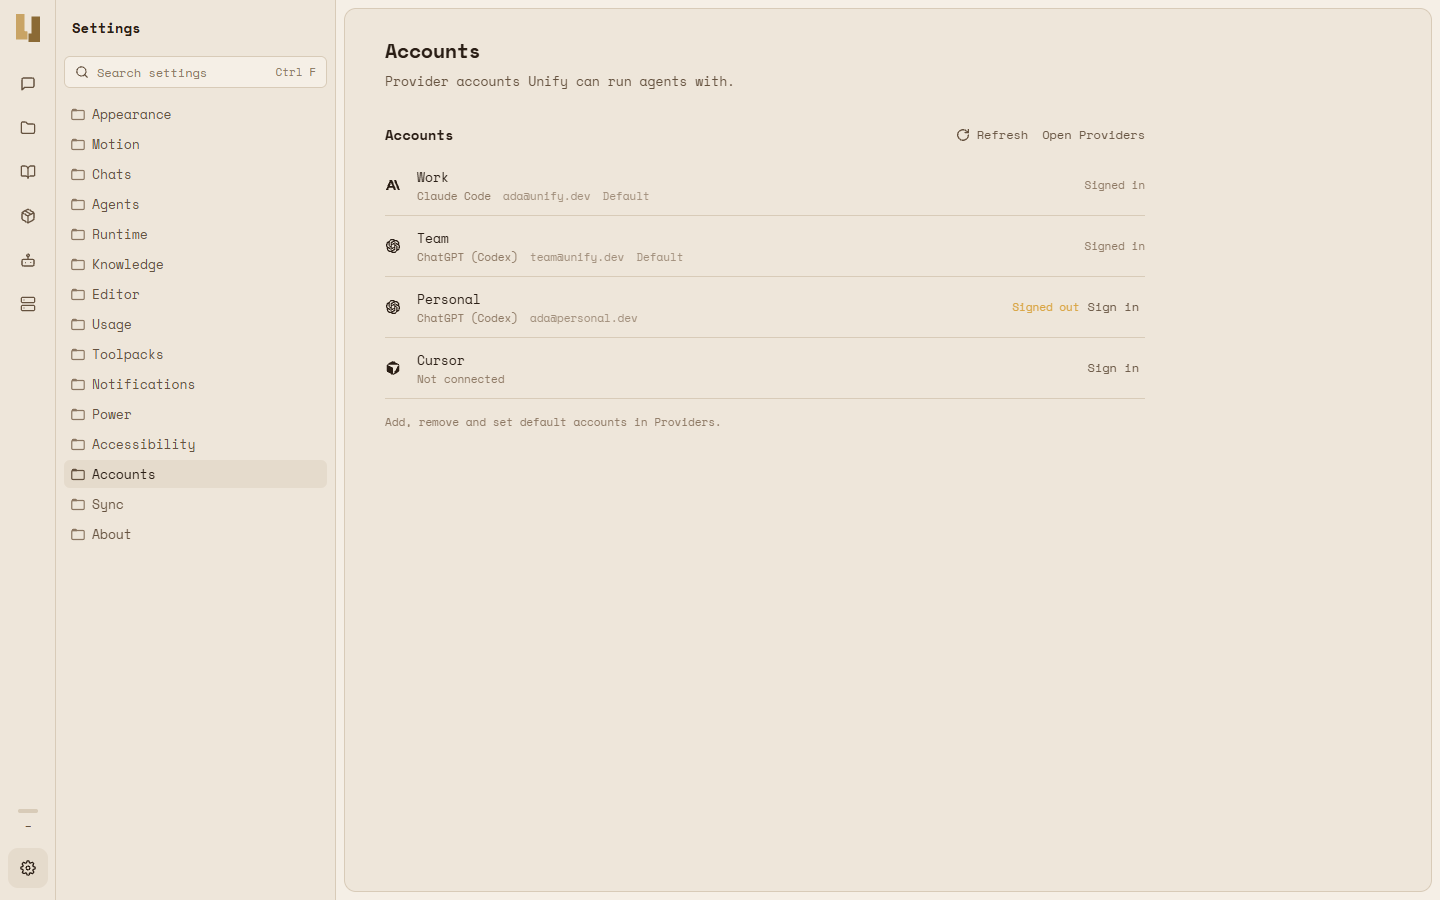 Settings
Search settings Ctrl F
Appearance
Motion
Chats
Agents
Runtime
Knowledge
Editor
Usage
Toolpacks
Notifications
Power
Accessibility
Accounts
Sync
About
–
Accounts
Provider accounts Unify can run agents with.
Accounts Refresh Open Providers
Work
Claude Code ada@unify.dev Default
Signed in
Team
ChatGPT (Codex) team@unify.dev Default
Signed in
Personal
ChatGPT (Codex) ada@personal.dev
Signed out Sign in
Cursor
Not connected
Sign in
Add, remove and set default accounts in Providers.